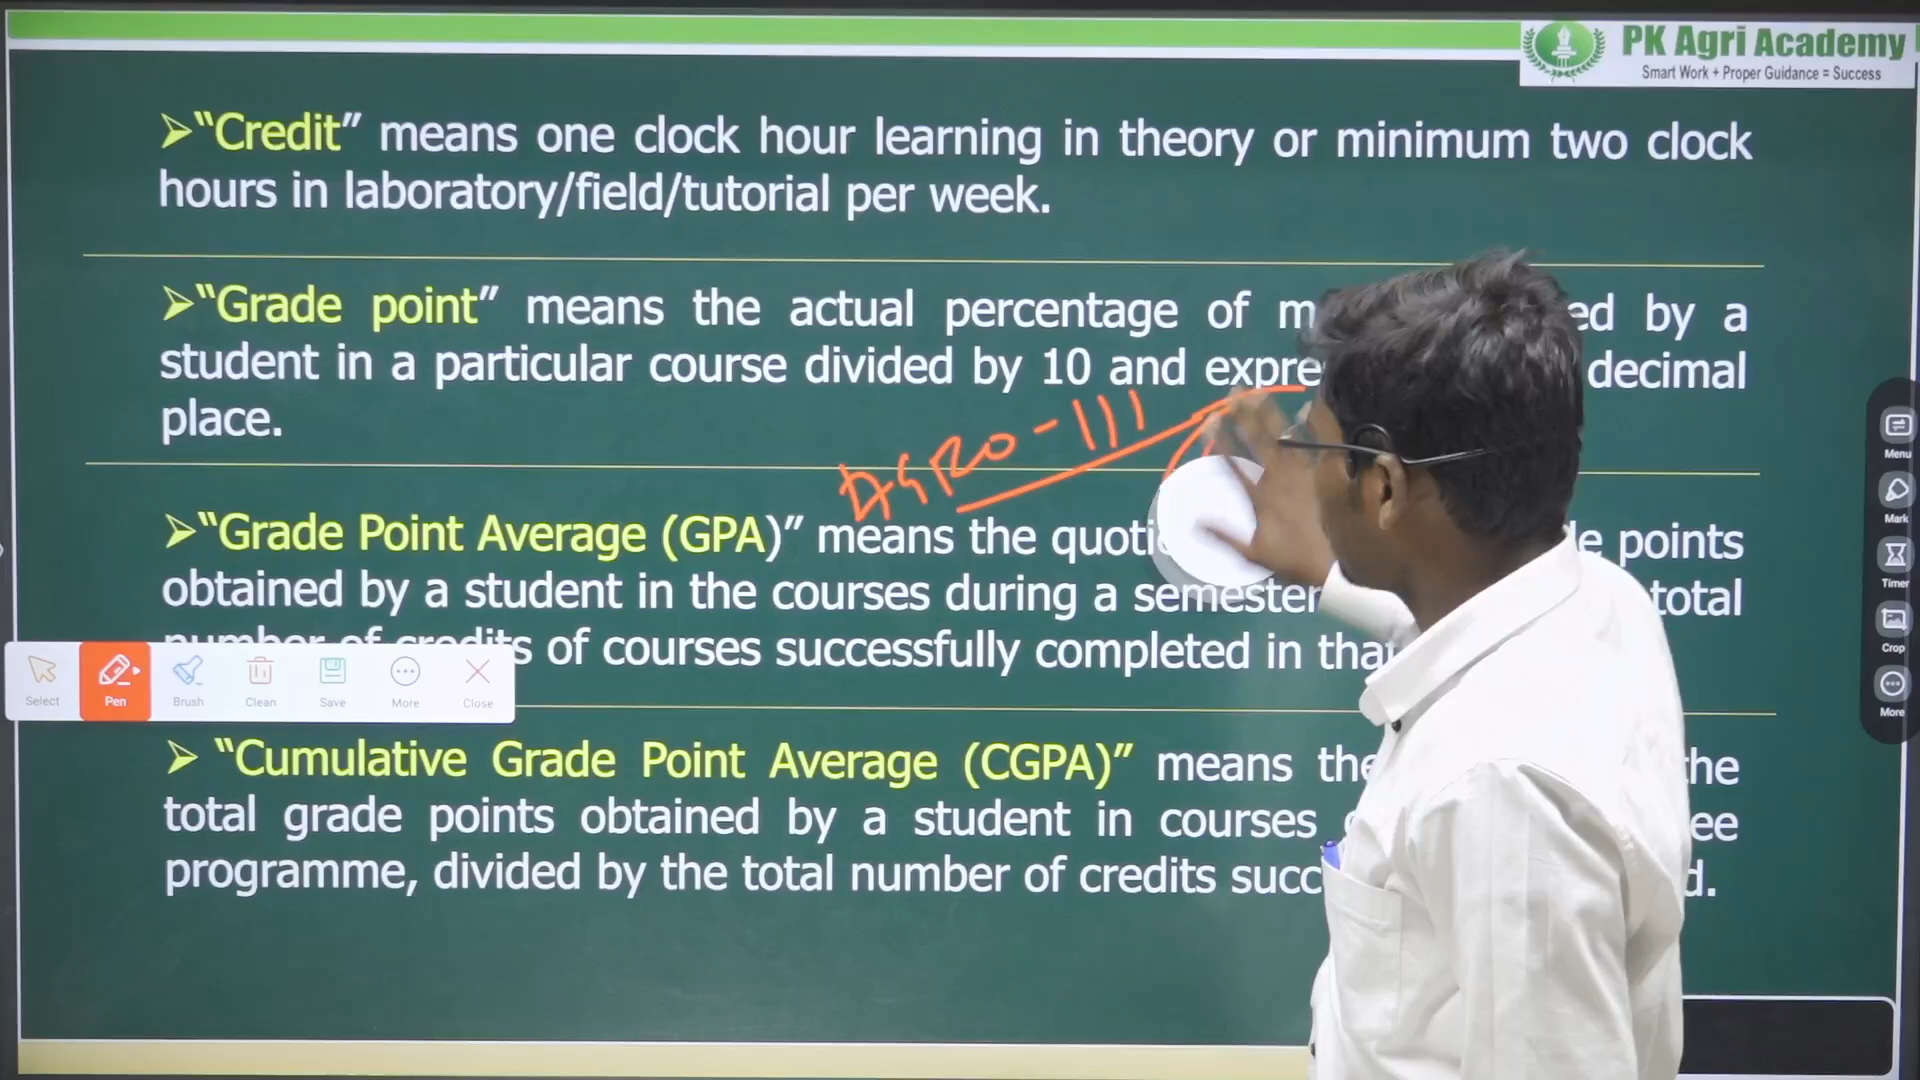 PK Agri Academy
Smart Work + Proper Guidance = Success
➢“Credit” means one clock hour learning in theory or minimum two clock
hours in laboratory/field/tutorial per week.
➢“Grade point” means the actual percentage of ed by a
student in a particular course divided by 10 and expre decimal
place.
AGRO-111
➢“Grade Point Average (GPA)” means the quoti points
obtained by a student in the courses during a semester total
number of credits of courses successfully completed in that
➢ “Cumulative Grade Point Average (CGPA)” means the the
total grade points obtained by a student in courses ee
programme, divided by the total number of credits succ d.
Select Pen Brush Clean Save More Close
Menu
Mark
Timer
Crop
More